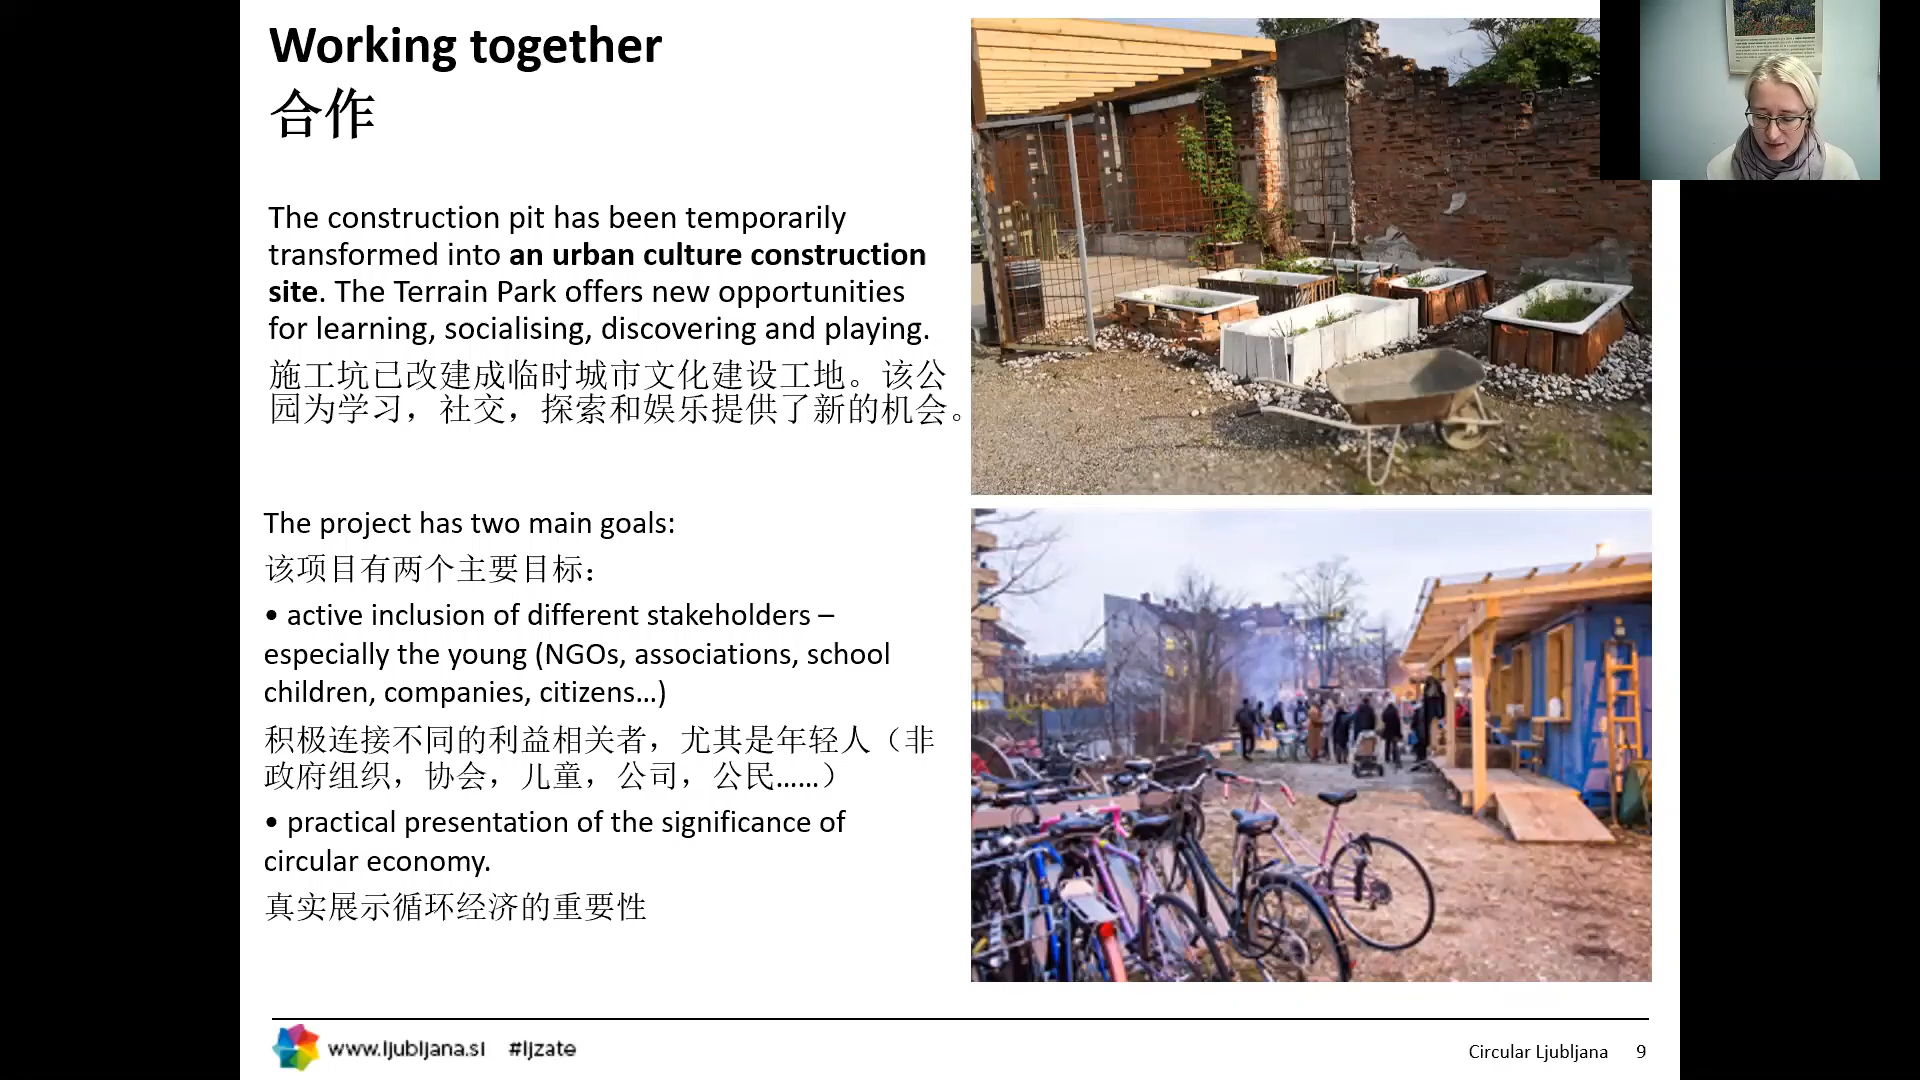 Working together
合作
The construction pit has been temporarily
transformed into an urban culture construction
site. The Terrain Park offers new opportunities
for learning, socialising, discovering and playing.
施工坑已改建成临时城市文化建设工地。该公
园为学习，社交，探索和娱乐提供了新的机会。
The project has two main goals:
该项目有两个主要目标：
• active inclusion of different stakeholders –
especially the young (NGOs, associations, school
children, companies, citizens…)
积极连接不同的利益相关者，尤其是年轻人（非
政府组织，协会，儿童，公司，公民……）
• practical presentation of the significance of
circular economy.
真实展示循环经济的重要性
www.ljubljana.si #ljzate
Circular Ljubljana 9